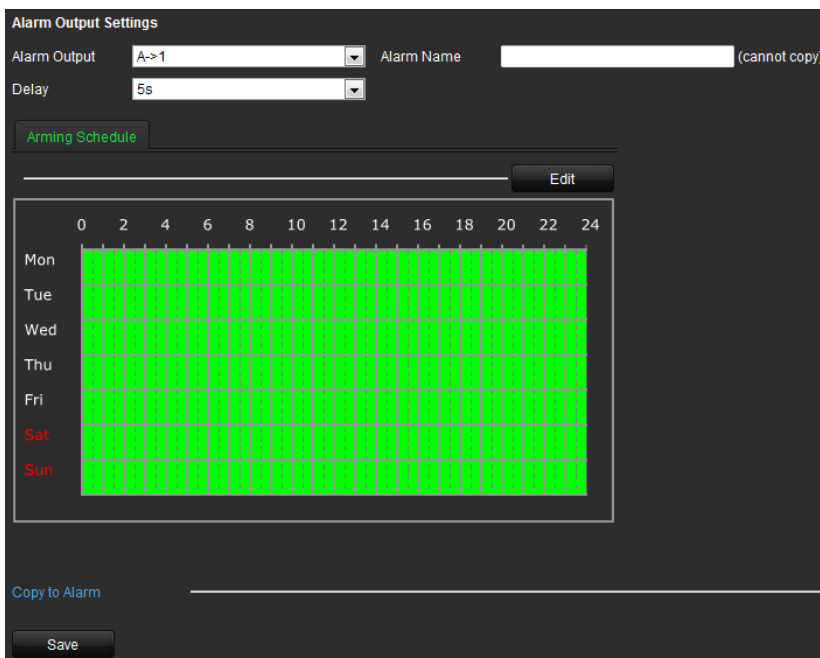 Alarm Output Settings
Alarm Output A->1 Alarm Name (cannot copy)
Delay 5s
Arming Schedule
Edit
0 2 4 6 8 10 12 14 16 18 20 22 24
Mon
Tue
Wed
Thu
Fri
Sat
Sun
Copy to Alarm
Save